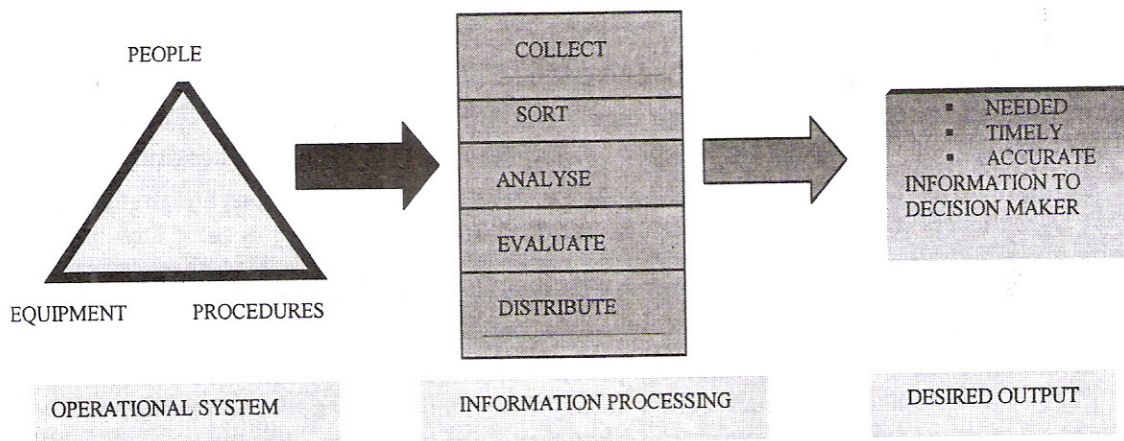 PEOPLE
EQUIPMENT
PROCEDURES
OPERATIONAL SYSTEM
COLLECT
SORT
ANALYSE
EVALUATE
DISTRIBUTE
INFORMATION PROCESSING
▪ NEEDED
▪ TIMELY
▪ ACCURATE
INFORMATION TO
DECISION MAKER
DESIRED OUTPUT